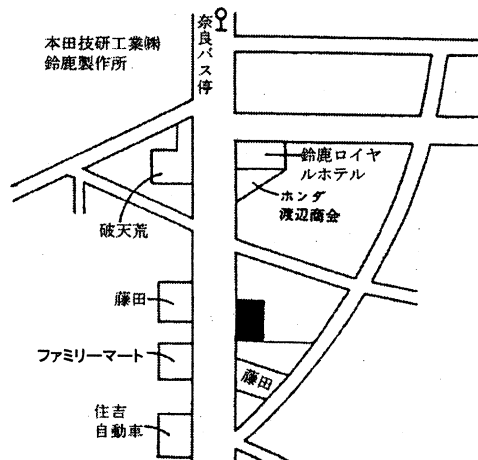 本田技研工業㈱
鈴鹿製作所
奈良バス停
鈴鹿ロイヤ
ルホテル
ホンダ
渡辺商会
破天荒
藤田
ファミリーマート
藤田
住吉
自動車